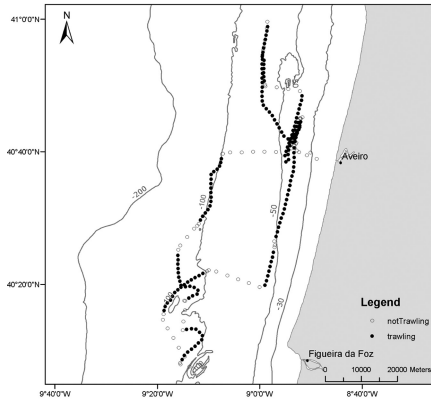 N
41°0'0"N
40°40'0"N
40°20'0"N
-200
-100
-50
-50
-30
Aveiro
Figueira da Foz
Legend
notTrawling
trawling
0 10000 20000 Meters
9°40'0"W 9°20'0"W 9°0'0"W 8°40'0"W